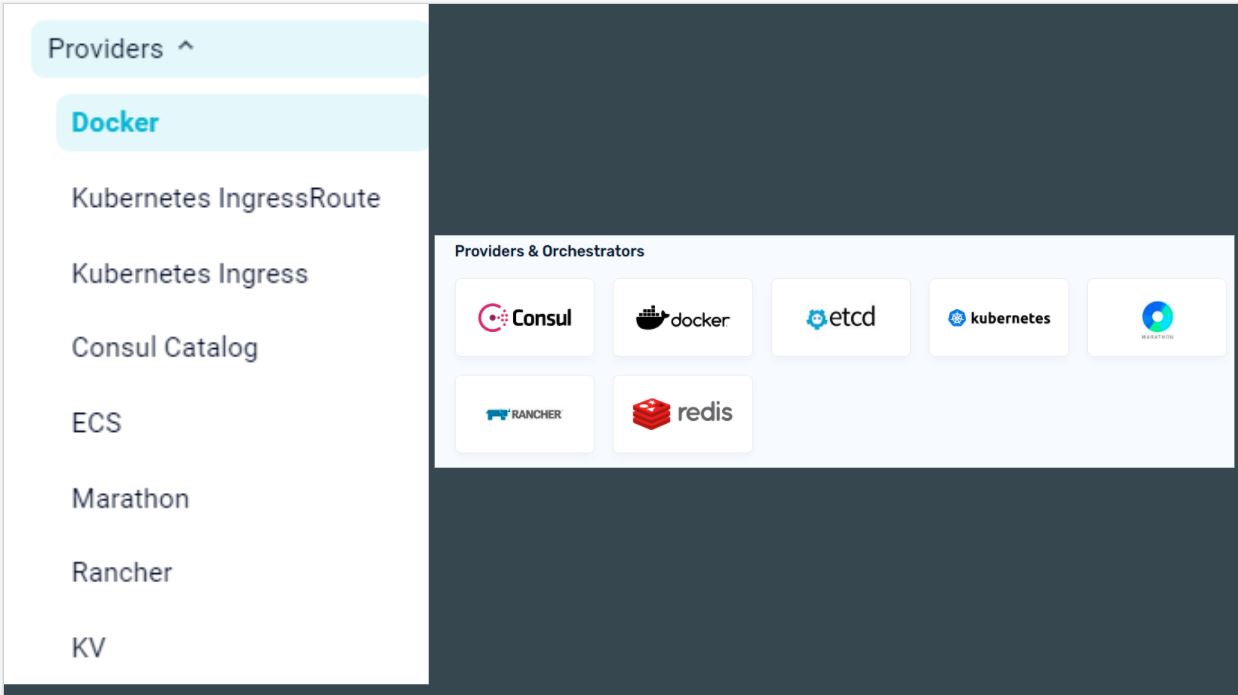 Providers
Docker
Kubernetes IngressRoute
Kubernetes Ingress
Consul Catalog
ECS
Marathon
Rancher
KV
Providers & Orchestrators
Consul
docker
etcd
kubernetes
MARATHON
RANCHER
redis